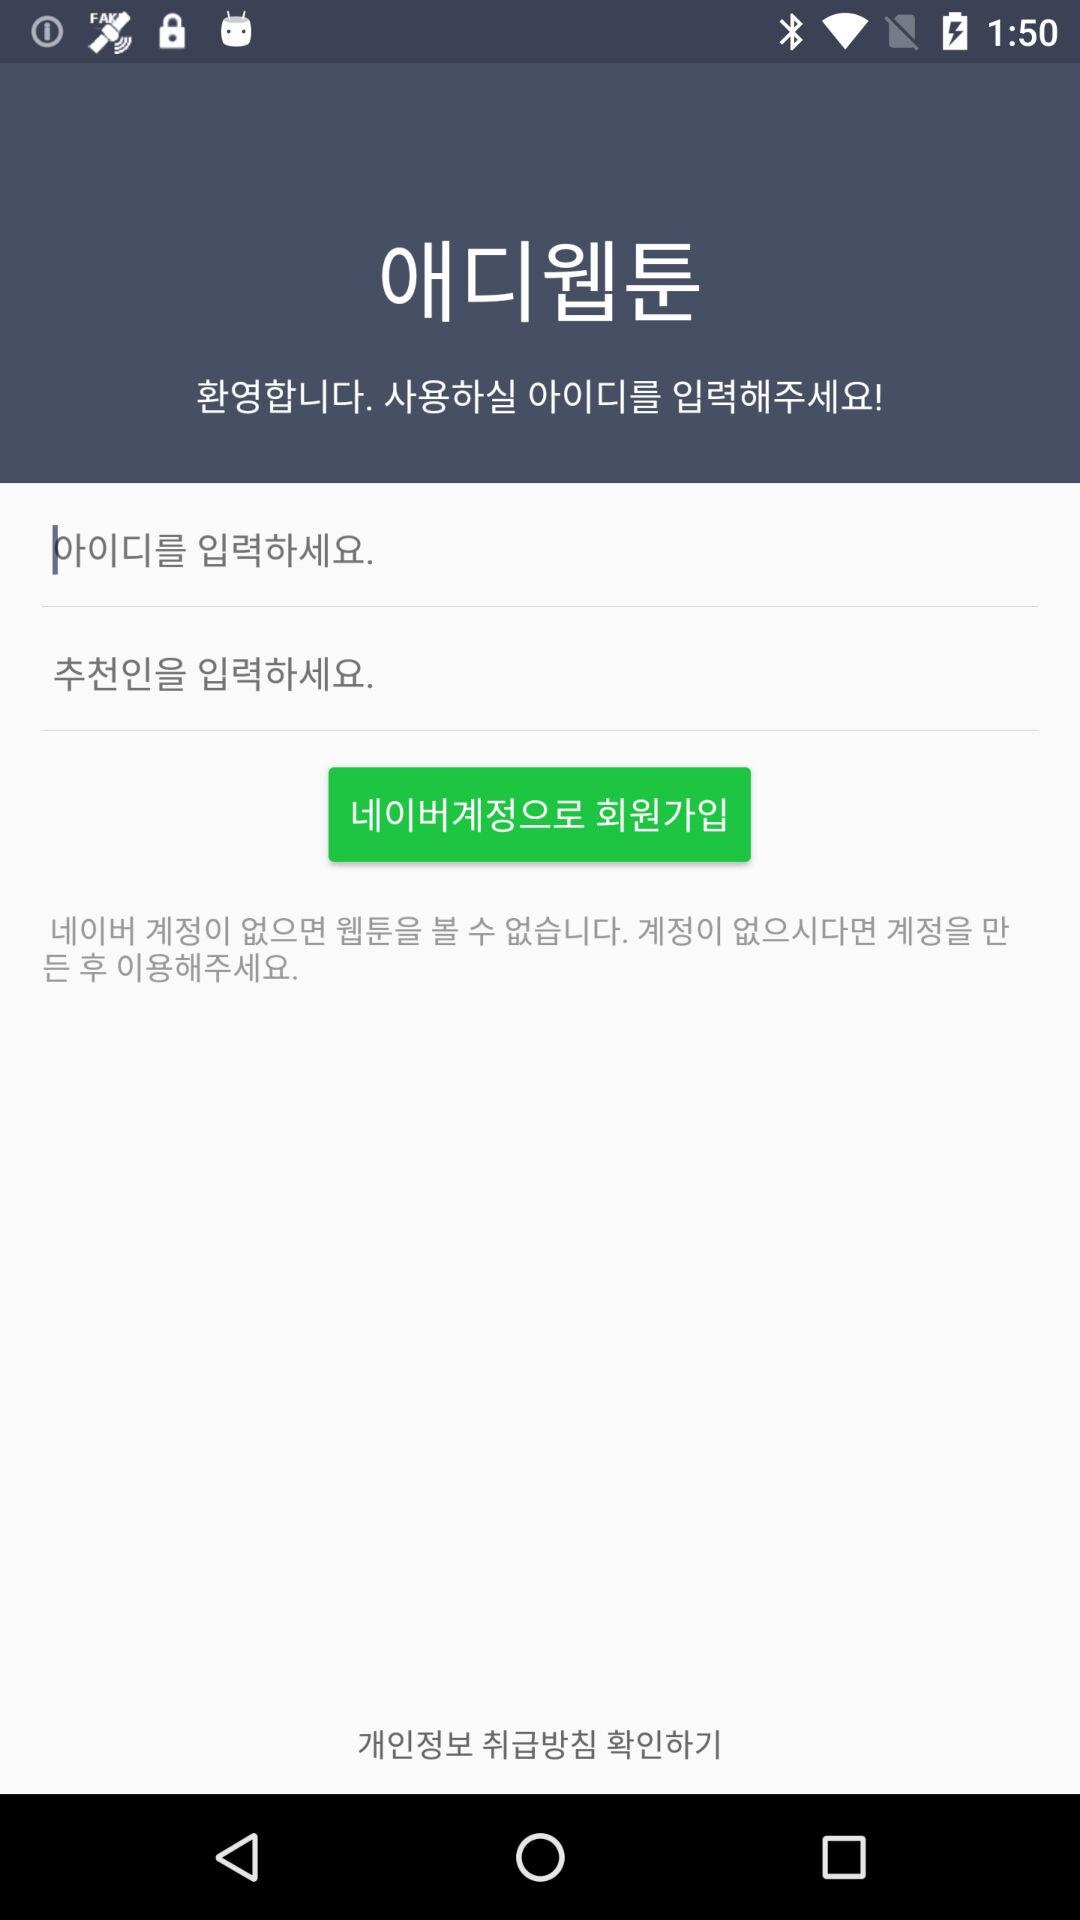 FAKE
1:50
애디웹툰
환영합니다. 사용하실 아이디를 입력해주세요!
아이디를 입력하세요.
추천인을 입력하세요.
네이버계정으로 회원가입
네이버 계정이 없으면 웹툰을 볼 수 없습니다. 계정이 없으시다면 계정을 만
든 후 이용해주세요.
개인정보 취급방침 확인하기